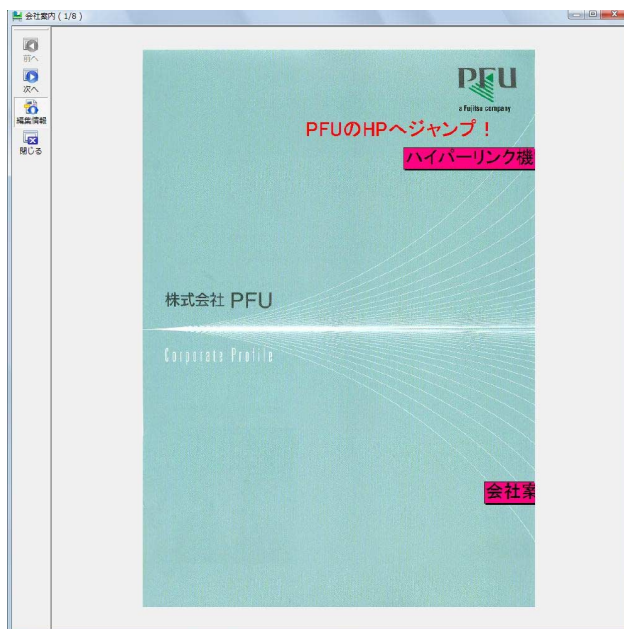 会社案内 ( 1/8 )
前へ
次へ
編集情報
閉じる
PFU
a Fujitsu company
PFUのHPへジャンプ！
ハイパーリンク機
株式会社 PFU
Corporate Profile
会社案